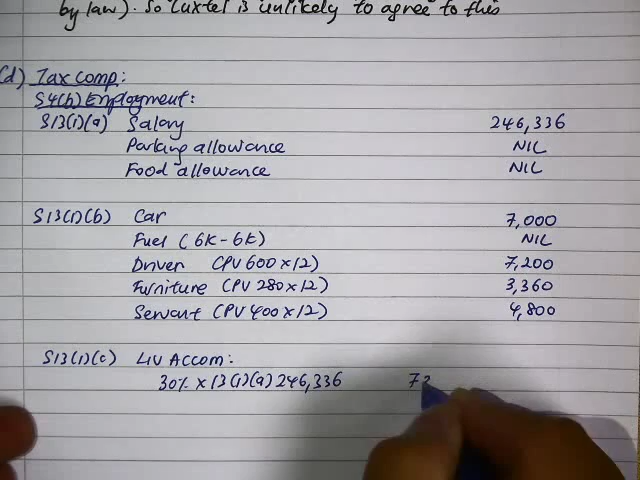 by law). So Luxtel is unlikely to agree to this
(d) Tax comp:
S4(b) Employment:
S13(1)(a) Salary 246,336
Parking allowance NIL
Food allowance NIL
S13(1)(b) Car 7,000
Fuel (6K-6K) NIL
Driver (PV 600 x 12) 7,200
Furniture (PV 280 x 12) 3,360
Servant (PV 400 x 12) 4,800
S13(1)(c) Liv Accom:
30% x 13(1)(a) 246,336 73